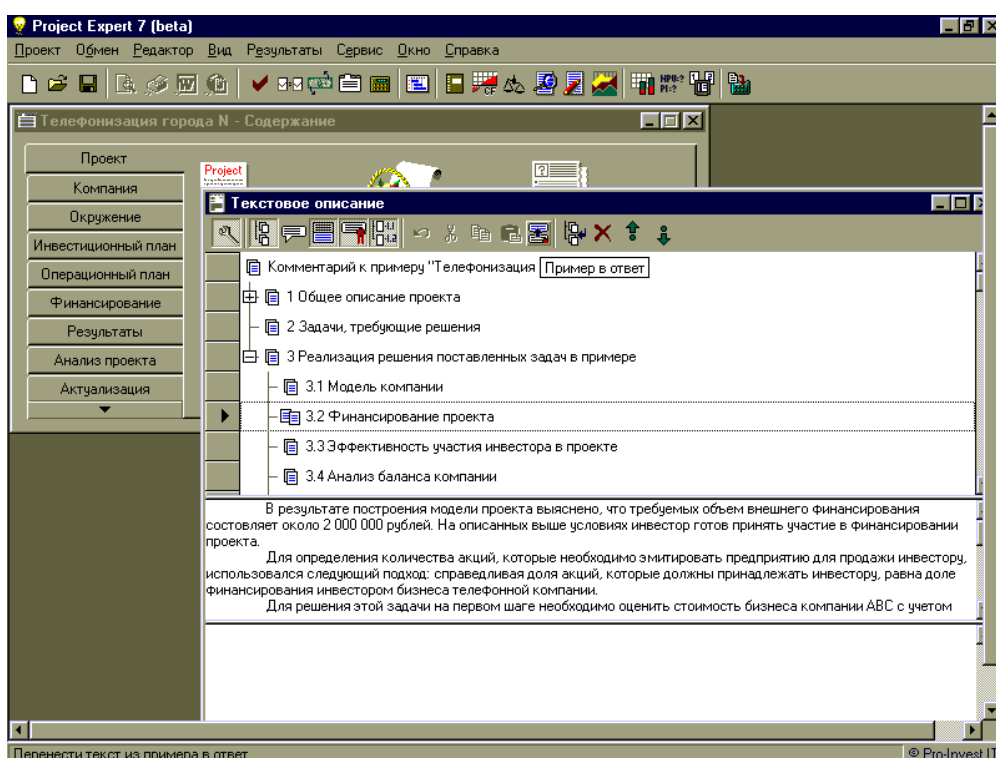 Project Expert 7 (beta)
Проект Обмен Редактор Вид Результаты Сервис Окно Справка
CF NPU-? PI-?
Телефонизация города N - Содержание
Проект
Компания
Окружение
Инвестиционный план
Операционный план
Финансирование
Результаты
Анализ проекта
Актуализация
Project
Текстовое описание
Комментарий к примеру "Телефонизация
Пример в ответ
1 Общее описание проекта
2 Задачи, требующие решения
3 Реализация решения поставленных задач в примере
3.1 Модель компании
3.2 Финансирование проекта
3.3 Эффективность участия инвестора в проекте
3.4 Анализ баланса компании
В результате построения модели проекта выяснено, что требуемых объем внешнего финансирования
состовляет около 2 000 000 рублей. На описанных выше условиях инвестор готов принять участие в финансировании
проекта.
Для определения количества акций, которые необходимо эмитировать предприятию для продажи инвестору,
использовался следующий подход: справедливая доля акций, которые должны принадлежать инвестору, равна доле
финансирования инвестором бизнеса телефонной компании.
Для решения этой задачи на первом шаге необходимо оценить стоимость бизнеса компании АВС с учетом
Перенести текст из примера в ответ
© Pro-Invest IT